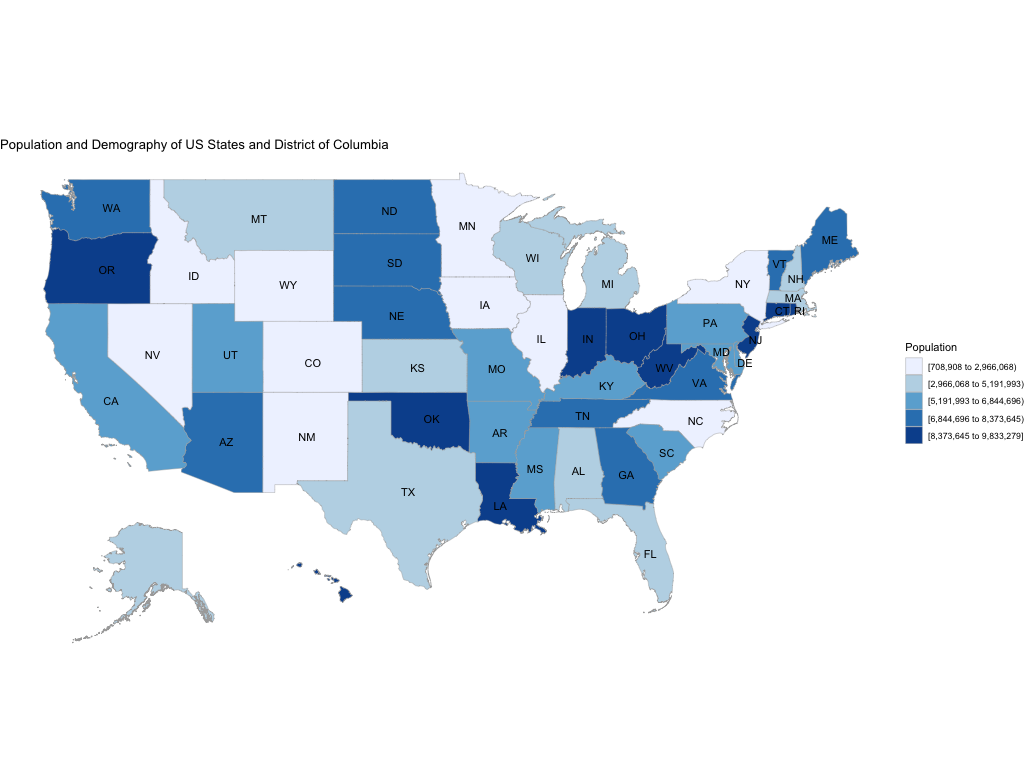 Population and Demography of US States and District of Columbia
WA
MT
ND
MN
ME
OR
ID
SD
WI
VT
NH
WY
MI
NY
MA
NE
IA
CT
RI
NV
UT
CO
KS
MO
IL
IN
OH
PA
NJ
MD
DE
WV
VA
KY
CA
AZ
NM
OK
AR
TN
NC
SC
TX
LA
MS
AL
GA
FL
Population
[708,908 to 2,966,068)
[2,966,068 to 5,191,993)
[5,191,993 to 6,844,696)
[6,844,696 to 8,373,645)
[8,373,645 to 9,833,279]